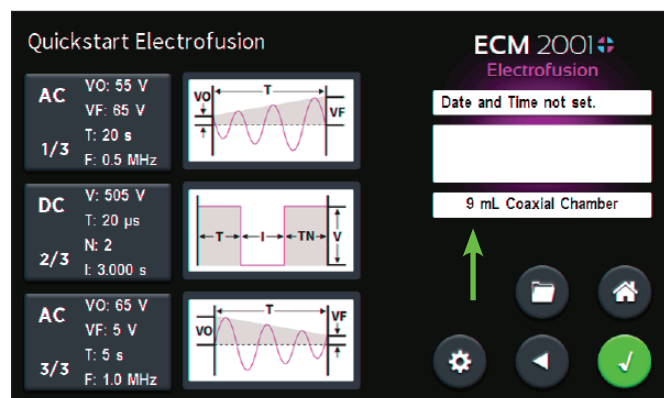 Quickstart Electrofusion
ECM 2001
Electrofusion
AC
VO: 55 V
VF: 65 V
T: 20 s
F: 0.5 MHz
1/3
VO
T
VF
T
Date and Time not set.
9 mL Coaxial Chamber
DC
V: 505 V
T: 20 µs
N: 2
I: 3.000 s
2/3
T
I
TN
V
AC
VO: 65 V
VF: 5 V
T: 5 s
F: 1.0 MHz
3/3
VO
T
VF